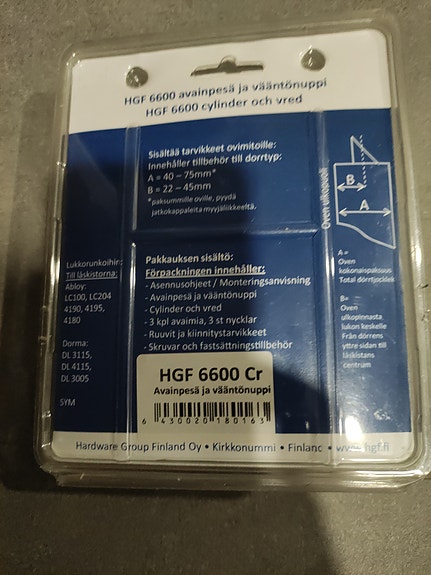 HGF 6600 avainpesä ja vääntönuppi
HGF 6600 cylinder och vred
Sisältää tarvikkeet ovimitoille:
Innehåller tillbehör till dörrtyp:
A = 40 – 75mm*
B = 22 – 45mm
*paksummille oville, pyydä
jatkokappaleita myyjäliikkeeltä.
Oven ulkopuoli
B
A
A =
Oven
kokonaispaksuus
Total dörrtjocklek
B=
Oven
ulkopinnasta
lukon keskelle
Från dörrens
yttre sidan till
låskistans
centrum
Lukkorunkoihin:
Till låskistorna:
Abloy:
LC100, LC204
4190, 4195,
4180
Dorma:
DL 3115,
DL 4115,
DL 3005
SYM
Pakkauksen sisältö:
Förpackningen innehåller:
- Asennusohjeet / Monteringsanvisning
- Avainpesä ja vääntönuppi
- Cylinder och vred
- 3 kpl avaimia, 3 st nycklar
- Ruuvit ja kiinnitystarvikkeet
- Skruvar och fastsättningstillbehör
HGF 6600 Cr
Avainpesä ja vääntönuppi
6 430020 180163
Hardware Group Finland Oy • Kirkkonummi • Finland • www.hgf.fi